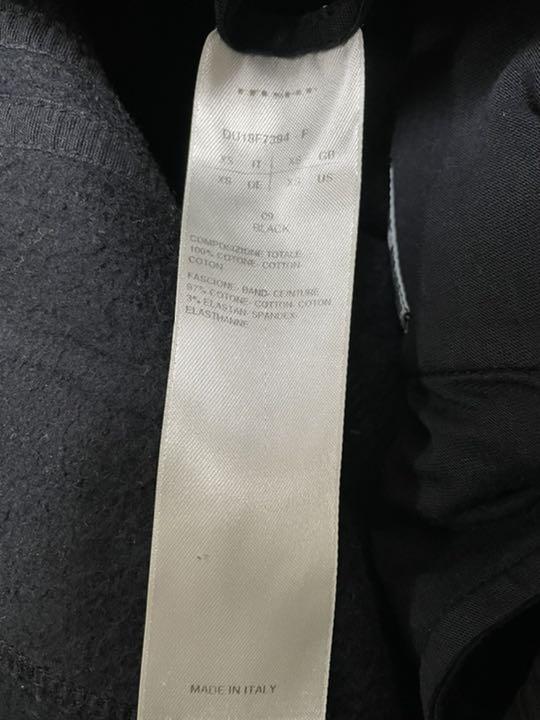 DU18F7394 F
XS IT XS GB
XS DE XS US
09
BLACK
COMPOSIZIONE TOTALE
100% COTONE-COTTON-
COTON
FASCIONE-BAND-CEINTURE
97% COTONE-COTTON-COTON
3% ELASTAN-SPANDEX-
ELASTHANNE
MADE IN ITALY